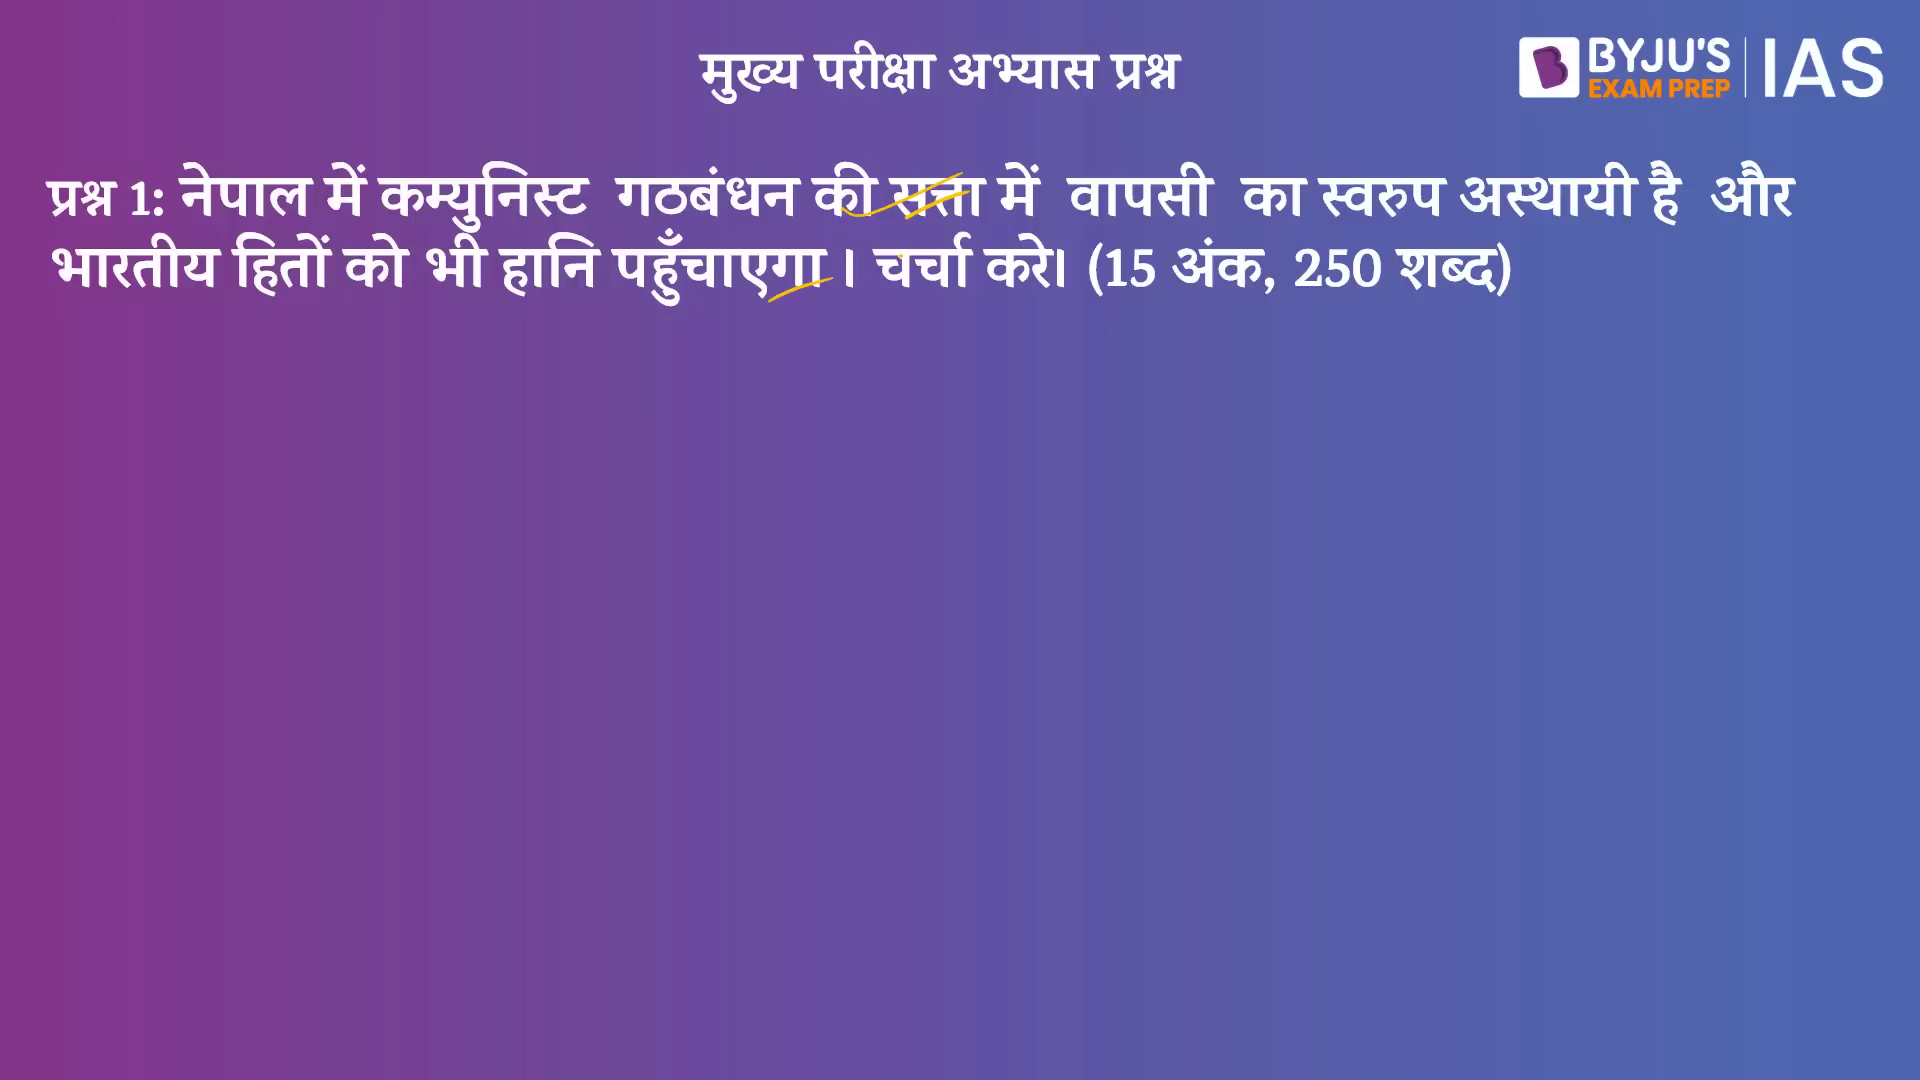 मुख्य परीक्षा अभ्यास प्रश्न
BYJU'S
EXAM PREP
IAS
प्रश्न 1: नेपाल में कम्युनिस्ट गठबंधन की सत्ता में वापसी का स्वरुप अस्थायी है और
भारतीय हितों को भी हानि पहुँचाएगा । चर्चा करे। (15 अंक, 250 शब्द)